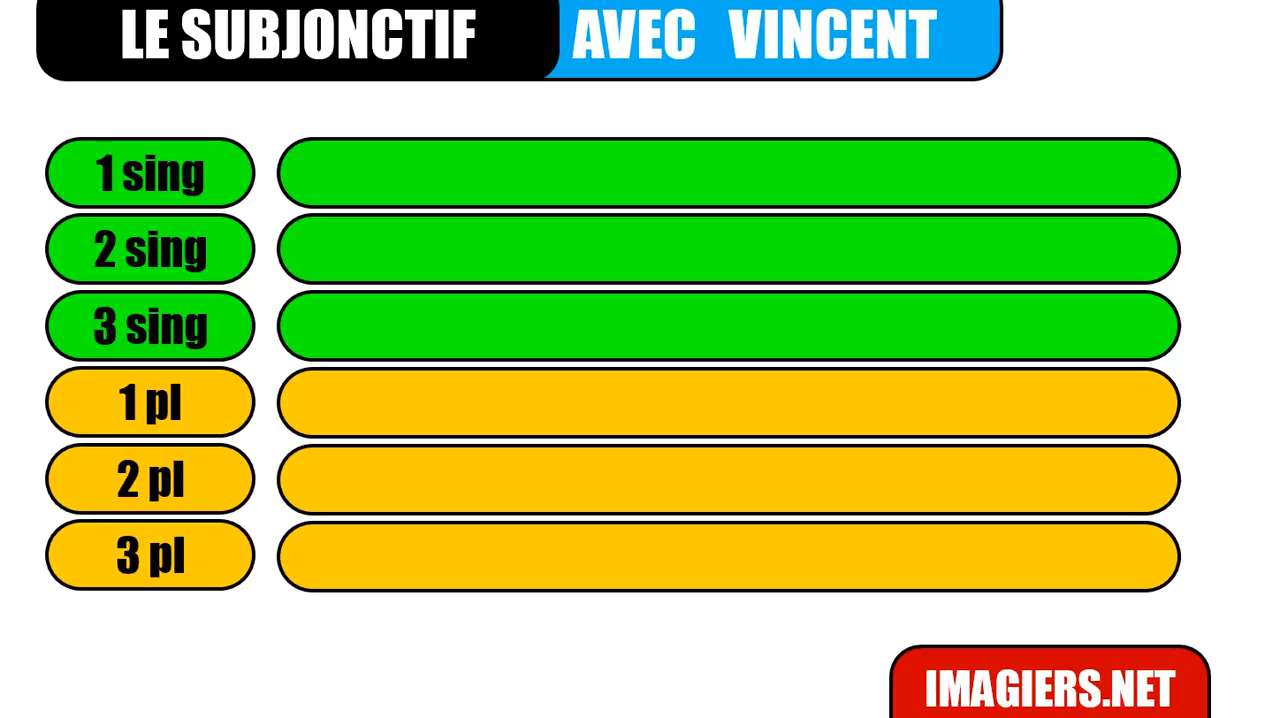 LE SUBJONCTIF AVEC VINCENT
1 sing
2 sing
3 sing
1 pl
2 pl
3 pl
IMAGIERS.NET